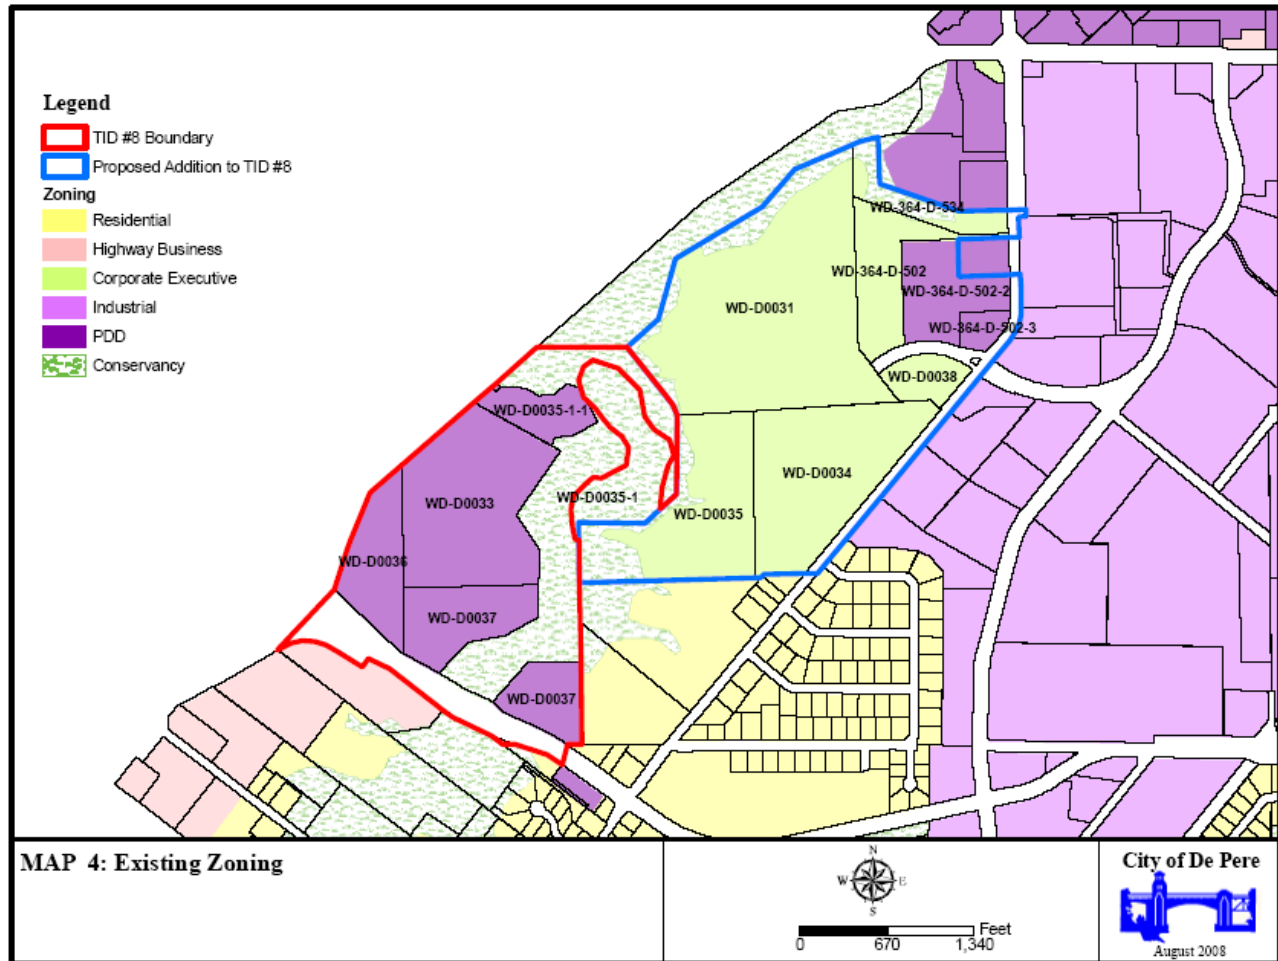 Legend
TID #8 Boundary
Proposed Addition to TID #8
Zoning
Residential
Highway Business
Corporate Executive
Industrial
PDD
Conservancy
WD-364-D-534
WD-364-D-502
WD-364-D-502-2
WD-D0031
WD-364-D-502-3
WD-D0038
WD-D0035-1-1
WD-D0034
WD-D0033
WD-D0035-1
WD-D0035
WD-D0036
WD-D0037
WD-D0037
MAP 4: Existing Zoning
N
W E
S
Feet
0 670 1,340
City of De Pere
August 2008